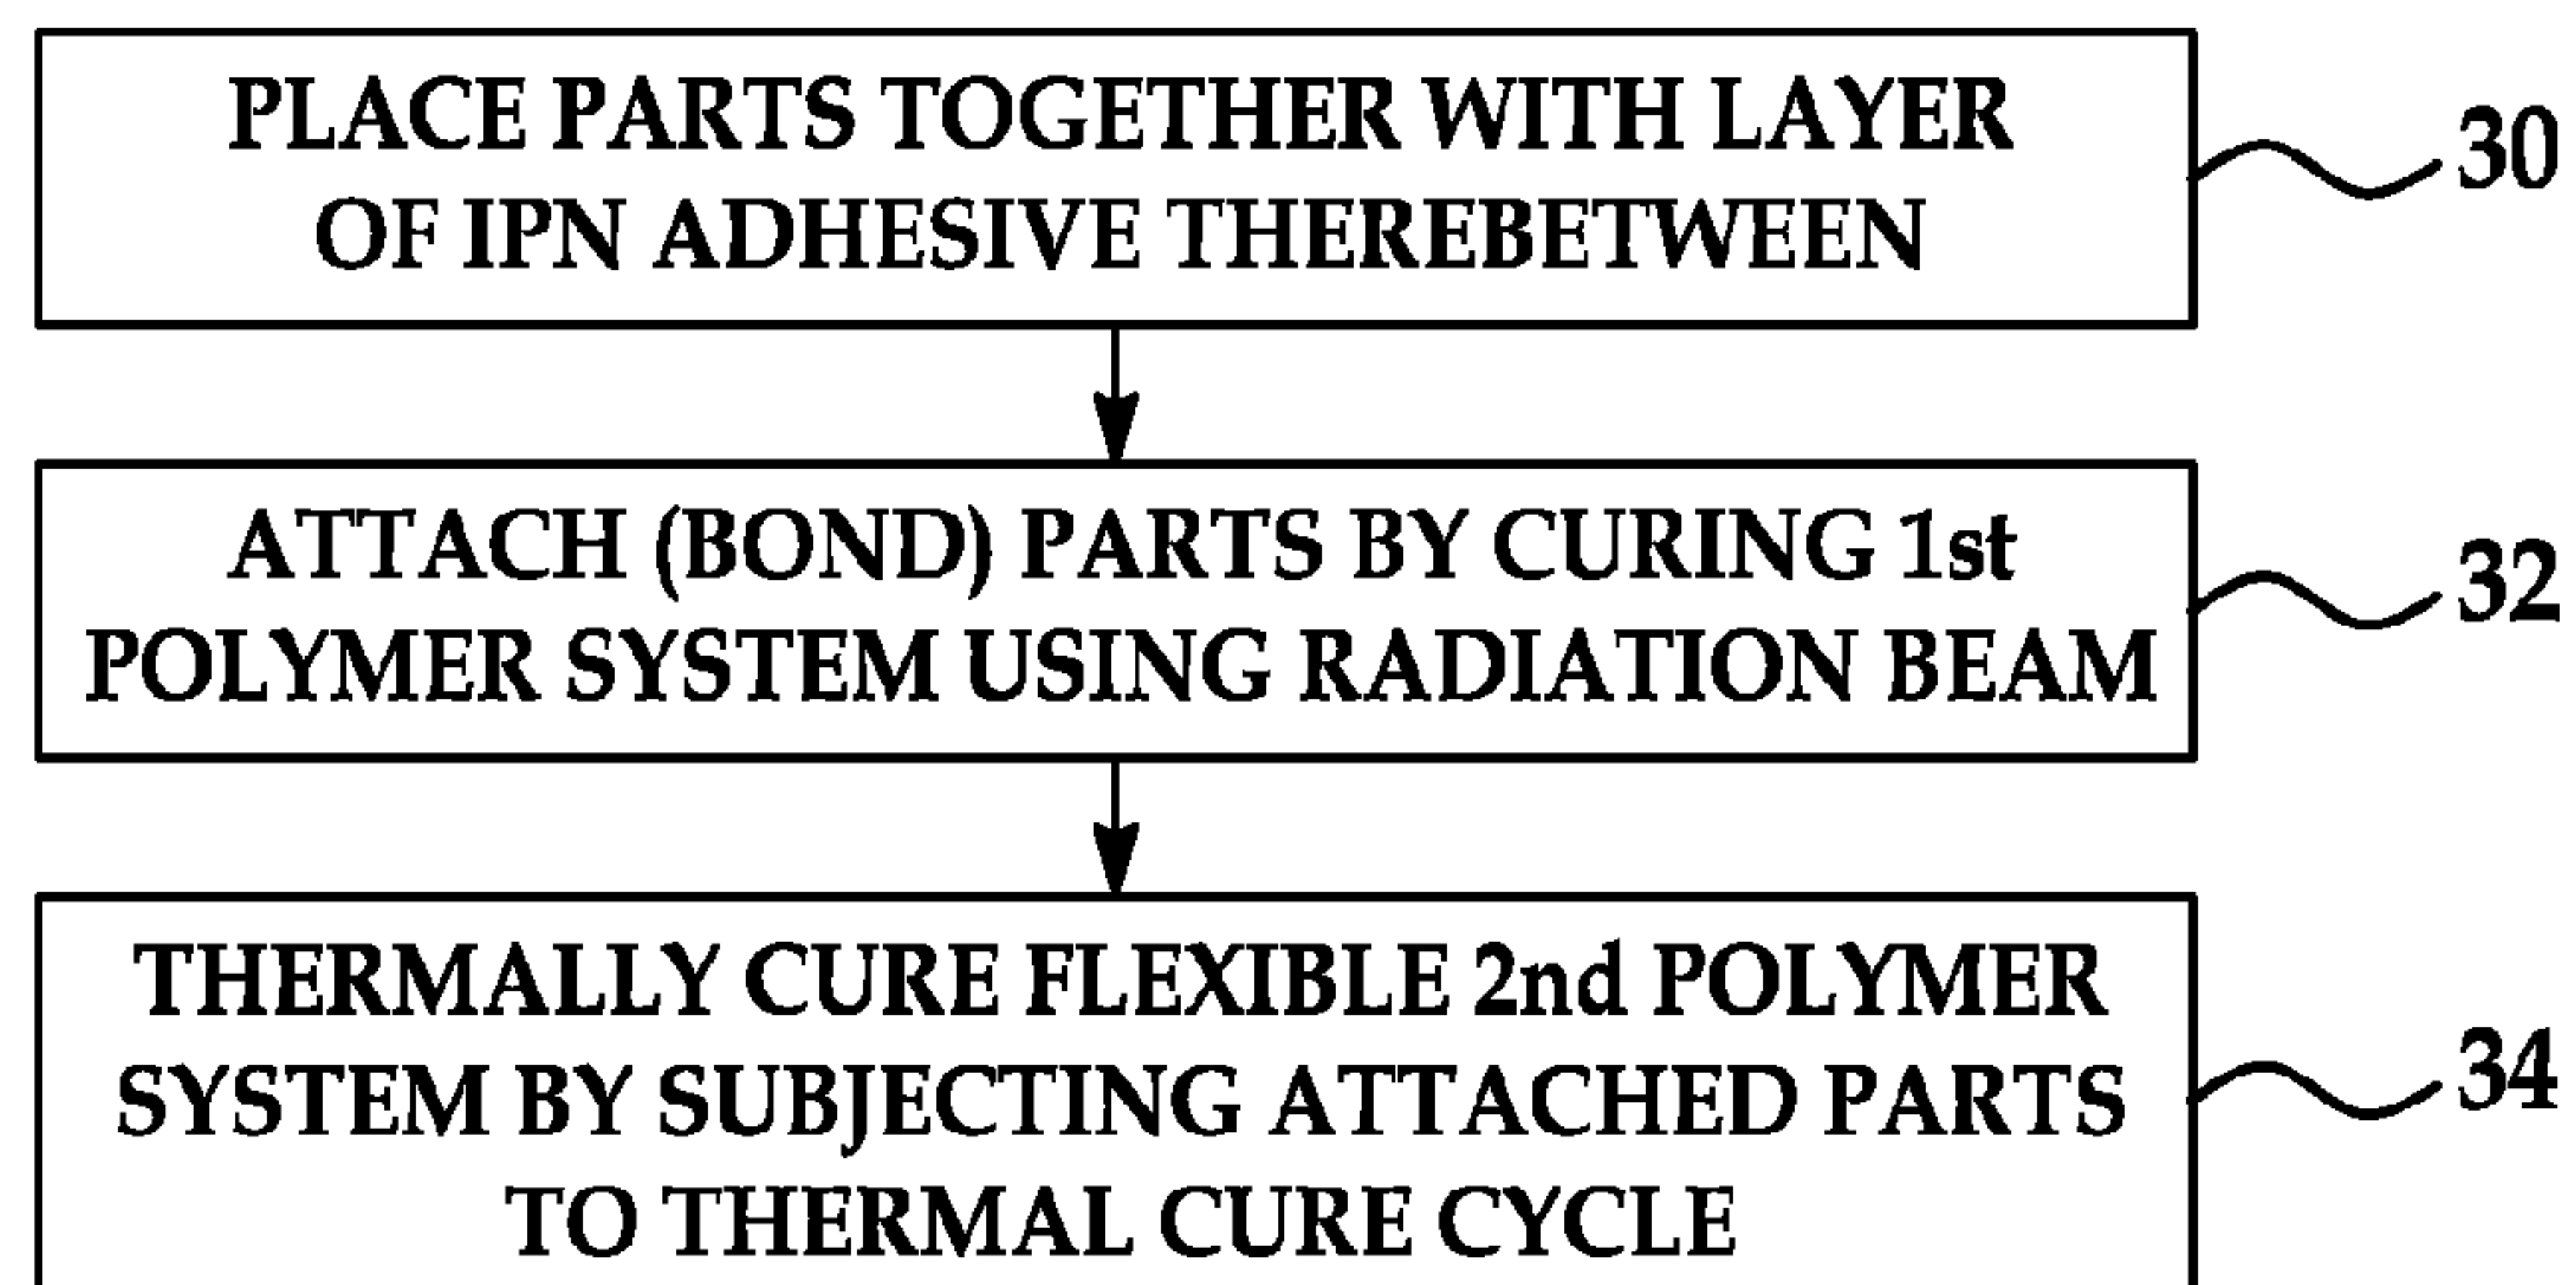 PLACE PARTS TOGETHER WITH LAYER
OF IPN ADHESIVE THEREBETWEEN
30
ATTACH (BOND) PARTS BY CURING 1st
POLYMER SYSTEM USING RADIATION BEAM
32
THERMALLY CURE FLEXIBLE 2nd POLYMER
SYSTEM BY SUBJECTING ATTACHED PARTS
TO THERMAL CURE CYCLE
34